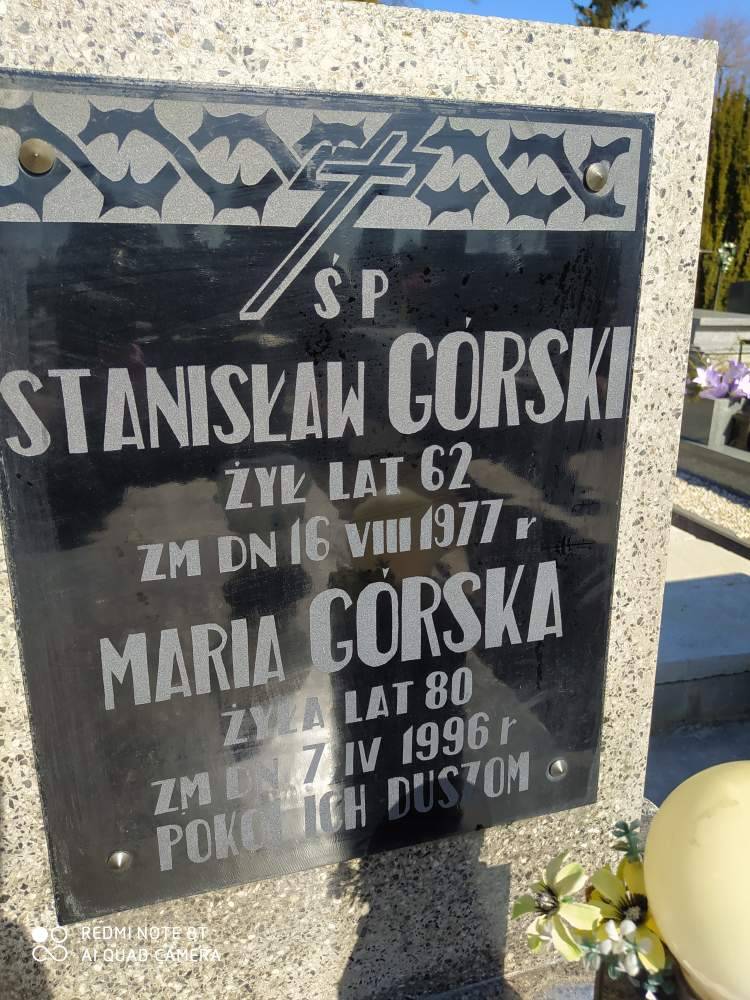 ŚP
STANISŁAW GÓRSKI
ŻYŁ LAT 62
ZM DN 16 VIII 1977 r
MARIA GÓRSKA
ŻYŁA LAT 80
ZM DN 7 IV 1996 r
POKÓJ ICH DUSZOM
REDMI NOTE 8T
AI QUAD CAMERA